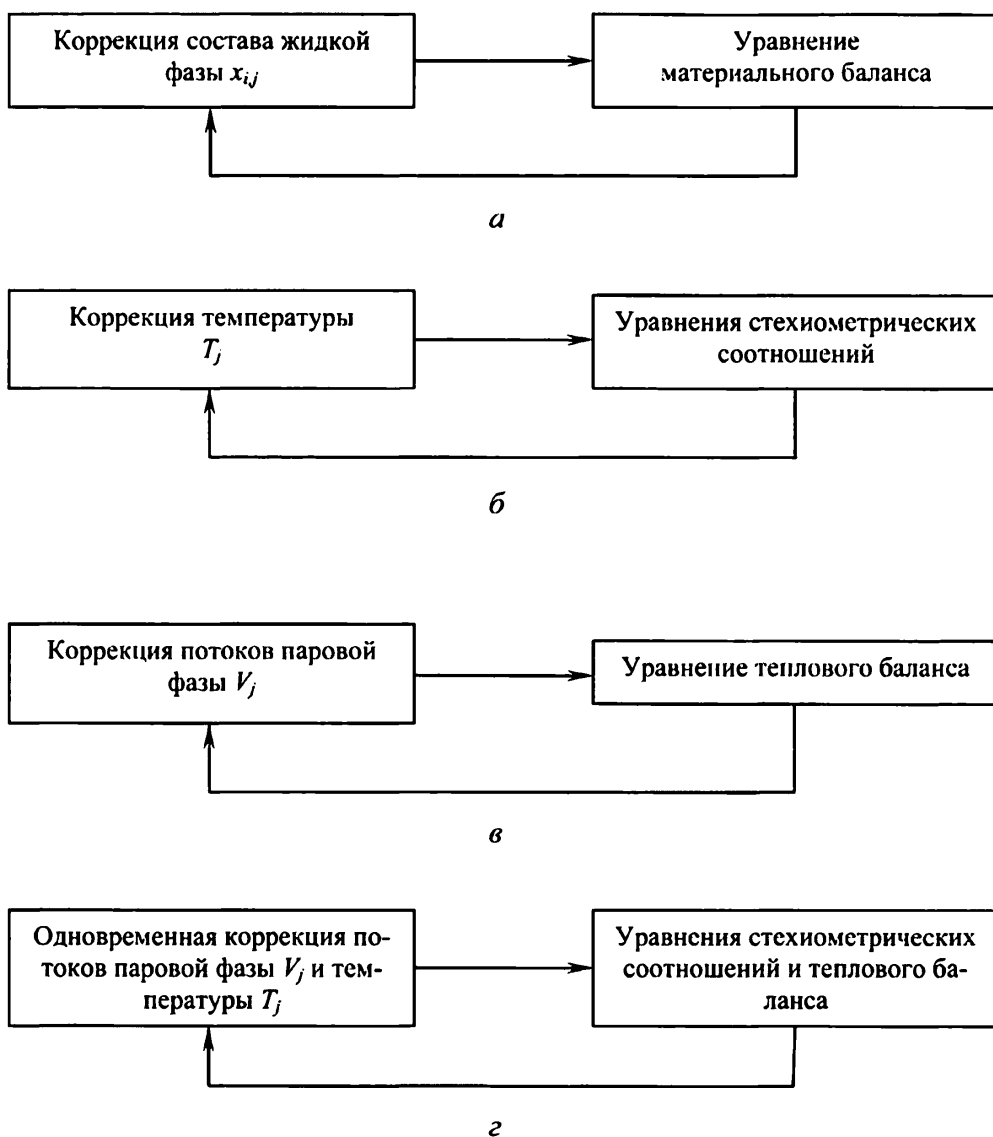 Коррекция состава жидкой
фазы x_{i,j}
Уравнение
материального баланса
а
Коррекция температуры
T_j
Уравнения стехиометрических
соотношений
б
Коррекция потоков паровой
фазы V_j
Уравнение теплового баланса
в
Одновременная коррекция по-
токов паровой фазы V_j и тем-
пературы T_j
Уравнения стехиометрических
соотношений и теплового ба-
ланса
г